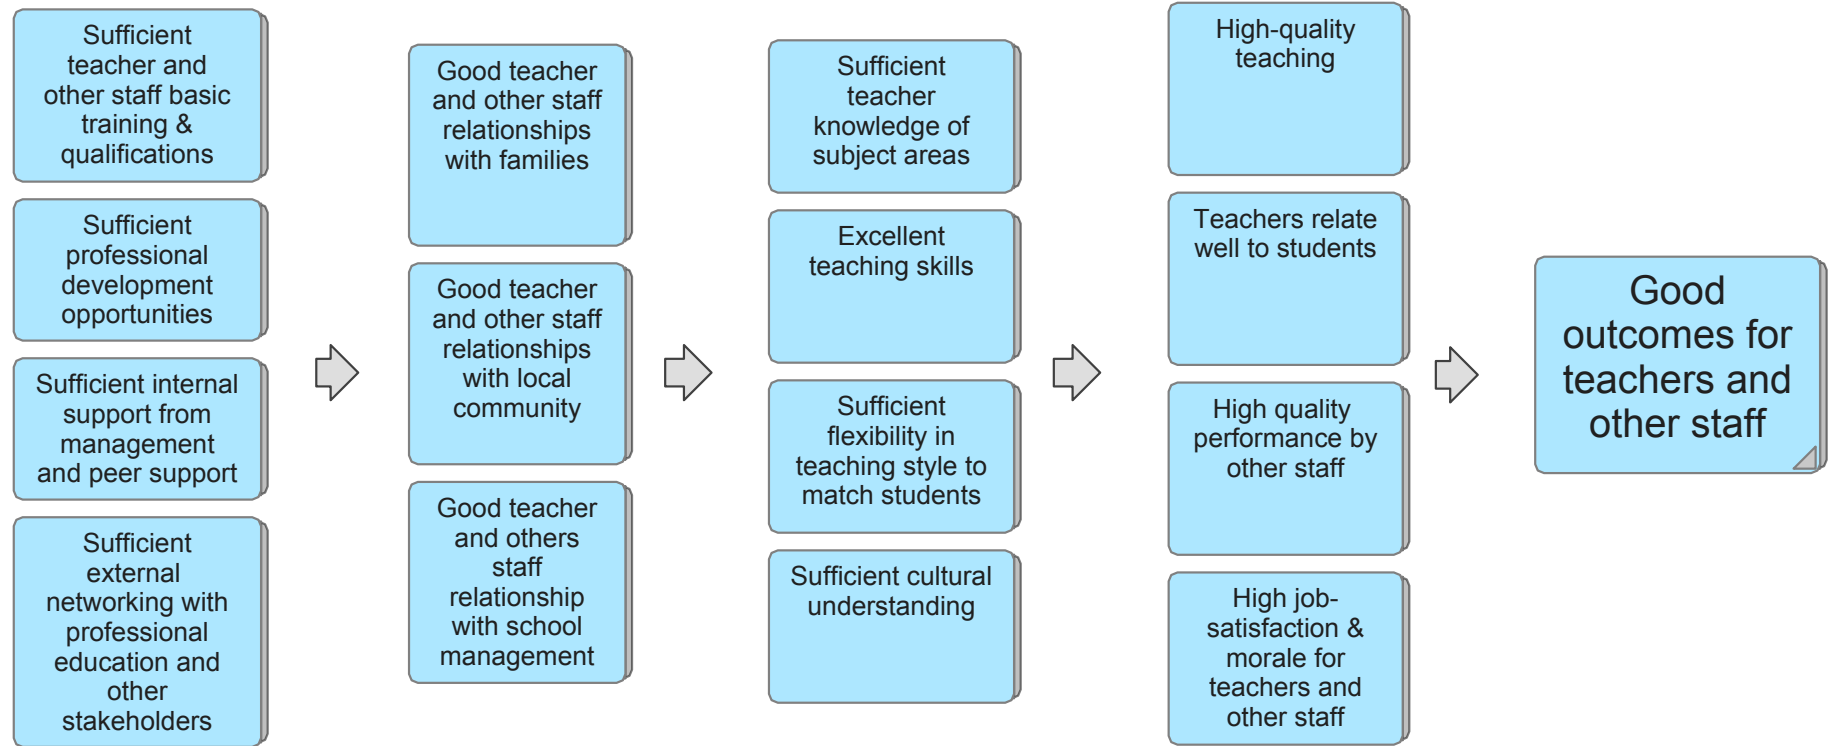 Sufficient
teacher and
other staff basic
training &
qualifications
Sufficient
professional
development
opportunities
Sufficient internal
support from
management
and peer support
Sufficient
external
networking with
professional
education and
other
stakeholders
Good teacher
and other staff
relationships
with families
Good teacher
and other staff
relationships
with local
community
Good teacher
and others
staff
relationship
with school
management
Sufficient
teacher
knowledge of
subject areas
Excellent
teaching skills
Sufficient
flexibility in
teaching style to
match students
Sufficient cultural
understanding
High-quality
teaching
Teachers relate
well to students
High quality
performance by
other staff
High job-
satisfaction &
morale for
teachers and
other staff
Good
outcomes for
teachers and
other staff